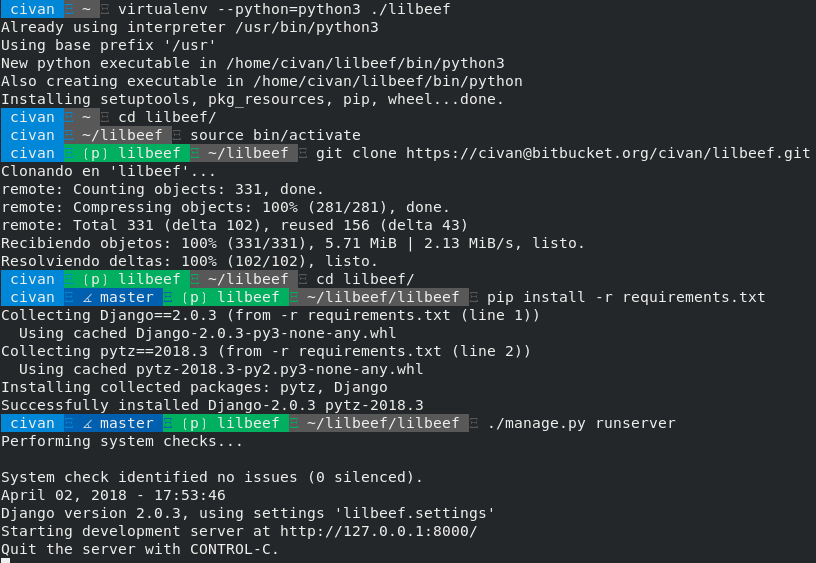 civan ~ virtualenv --python=python3 ./lilbeef
Already using interpreter /usr/bin/python3
Using base prefix '/usr'
New python executable in /home/civan/lilbeef/bin/python3
Also creating executable in /home/civan/lilbeef/bin/python
Installing setuptools, pkg_resources, pip, wheel...done.
civan ~ cd lilbeef/
civan ~/lilbeef source bin/activate
civan (p) lilbeef ~/lilbeef git clone https://civan@bitbucket.org/civan/lilbeef.git
Clonando en 'lilbeef'...
remote: Counting objects: 331, done.
remote: Compressing objects: 100% (281/281), done.
remote: Total 331 (delta 102), reused 156 (delta 43)
Recibiendo objetos: 100% (331/331), 5.71 MiB | 2.13 MiB/s, listo.
Resolviendo deltas: 100% (102/102), listo.
civan (p) lilbeef ~/lilbeef cd lilbeef/
civan master (p) lilbeef ~/lilbeef/lilbeef pip install -r requirements.txt
Collecting Django==2.0.3 (from -r requirements.txt (line 1))
  Using cached Django-2.0.3-py3-none-any.whl
Collecting pytz==2018.3 (from -r requirements.txt (line 2))
  Using cached pytz-2018.3-py2.py3-none-any.whl
Installing collected packages: pytz, Django
Successfully installed Django-2.0.3 pytz-2018.3
civan master (p) lilbeef ~/lilbeef/lilbeef ./manage.py runserver
Performing system checks...

System check identified no issues (0 silenced).
April 02, 2018 - 17:53:46
Django version 2.0.3, using settings 'lilbeef.settings'
Starting development server at http://127.0.0.1:8000/
Quit the server with CONTROL-C.